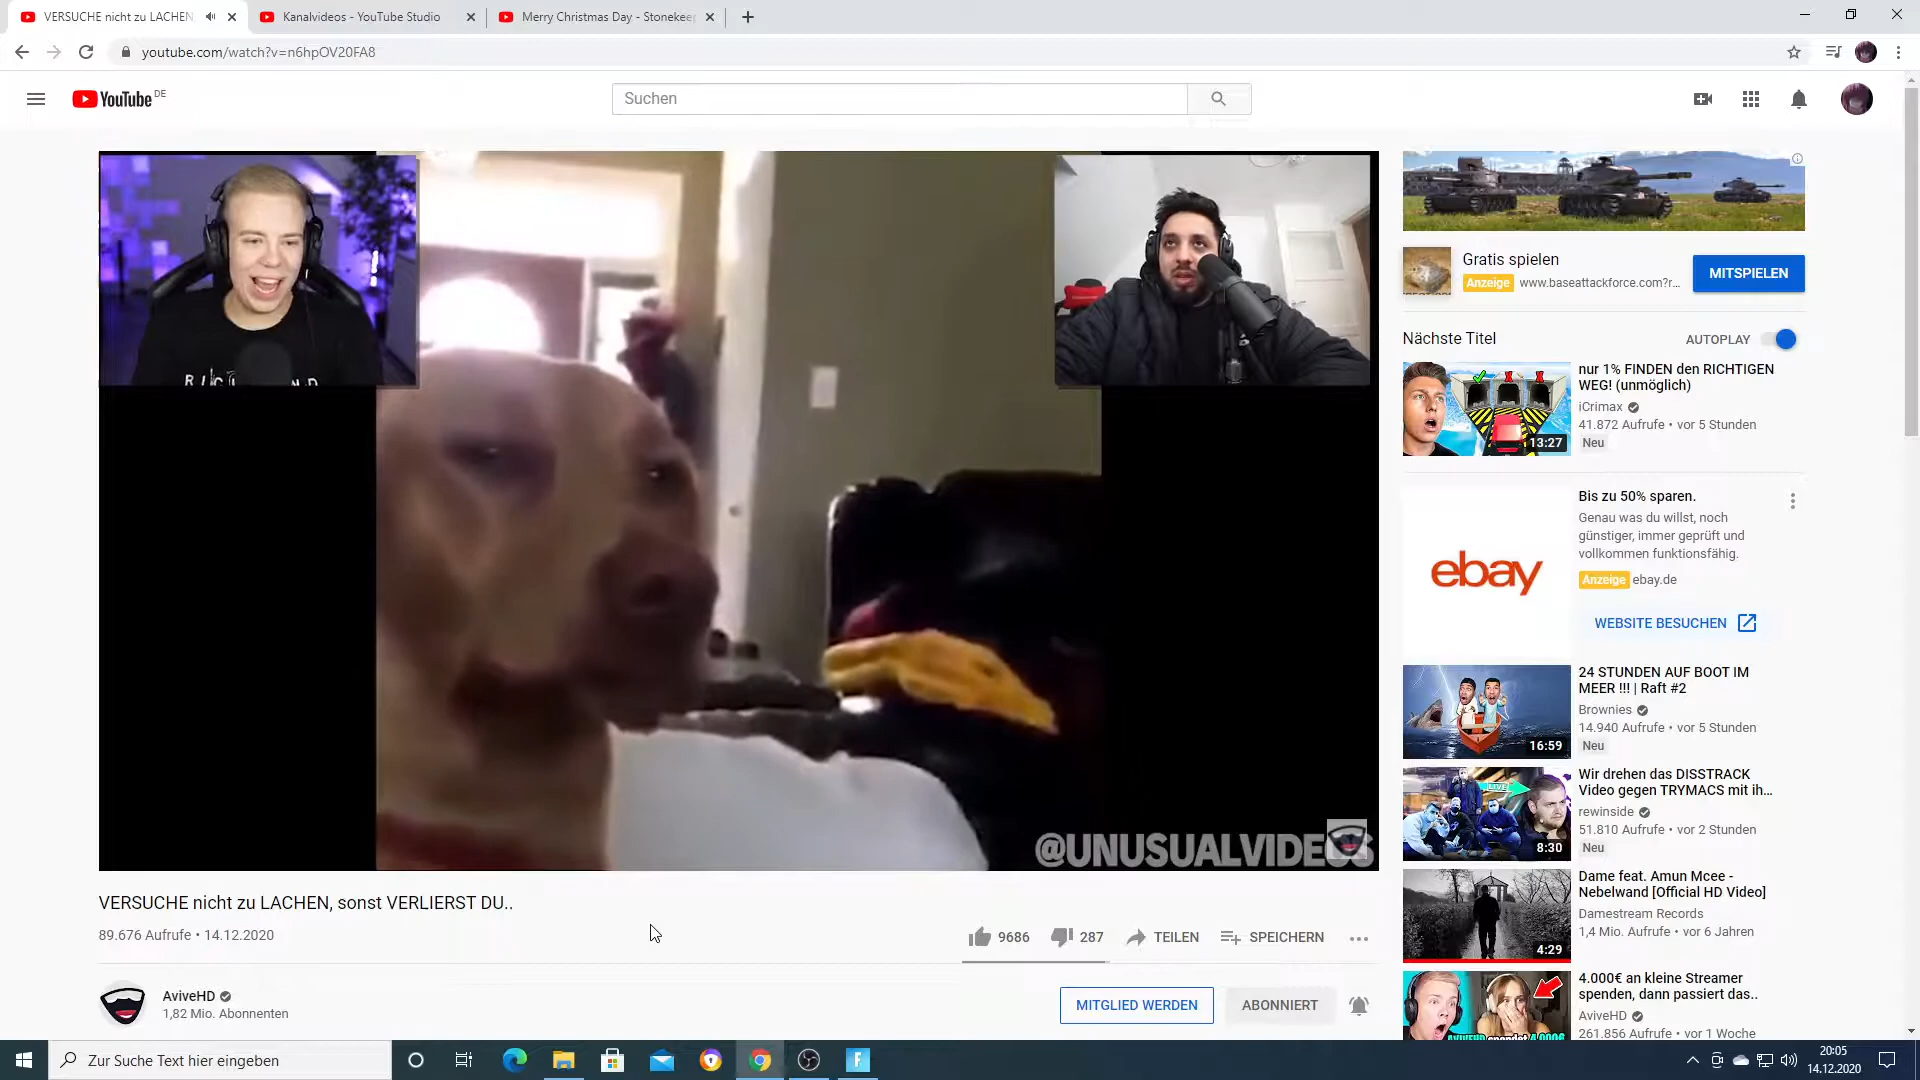 VERSUCHE nicht zu LACHEN,
Kanalvideos - YouTube Studio
Merry Christmas Day - Stonekee
youtube.com/watch?v=n6hpOV20FA8
YouTube DE
Suchen
@UNUSUALVIDEOS
VERSUCHE nicht zu LACHEN, sonst VERLIERST DU..
89.676 Aufrufe • 14.12.2020
9686
287
TEILEN
SPEICHERN
AviveHD
1,82 Mio. Abonnenten
MITGLIED WERDEN
ABONNIERT
Gratis spielen
Anzeige www.baseattackforce.com?r...
MITSPIELEN
Nächste Titel
AUTOPLAY
13:27
nur 1% FINDEN den RICHTIGEN
WEG! (unmöglich)
iCrimax
41.872 Aufrufe • vor 5 Stunden
Neu
ebay
Bis zu 50% sparen.
Genau was du willst, noch
günstiger, immer geprüft und
vollkommen funktionsfähig.
Anzeige ebay.de
WEBSITE BESUCHEN
16:59
24 STUNDEN AUF BOOT IM
MEER !!! | Raft #2
Brownies
14.940 Aufrufe • vor 5 Stunden
Neu
LIVE
8:30
Wir drehen das DISSTRACK
Video gegen TRYMACS mit ih...
rewinside
51.810 Aufrufe • vor 2 Stunden
Neu
4:29
Dame feat. Amun Mcee -
Nebelwand [Official HD Video]
Damestream Records
1,4 Mio. Aufrufe • vor 6 Jahren
4.000€ an kleine Streamer
spenden, dann passiert das..
AviveHD
261.856 Aufrufe • vor 1 Woche
Zur Suche Text hier eingeben
20:05
14.12.2020